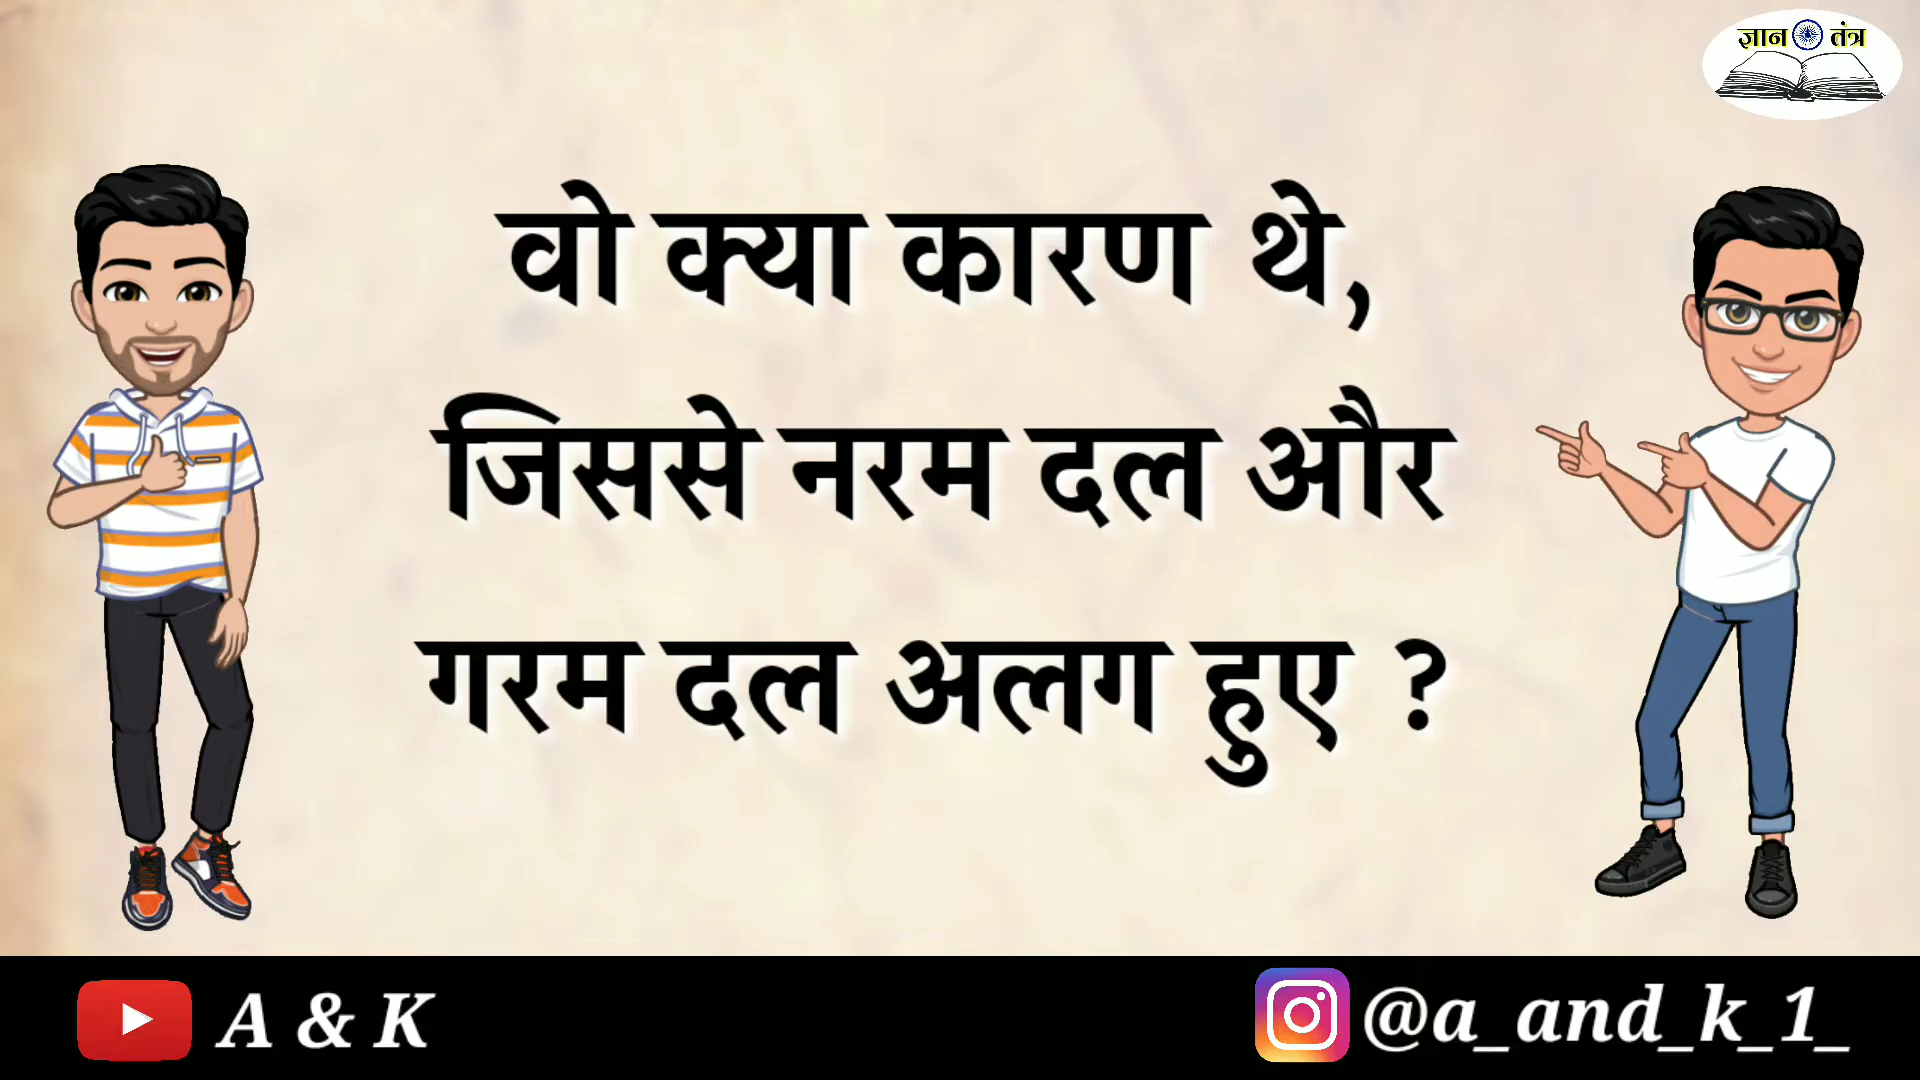 ज्ञान तंत्र
वो क्या कारण थे,
जिससे नरम दल और
गरम दल अलग हुए ?
A & K
@a_and_k_1_